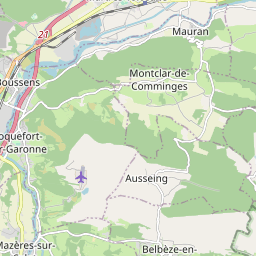 21
Mauran
Montclar-de-
Comminges
Boussens
oquefort-
r-Garonne
Ausseing
Mazères-sur-
Belbèze-en-